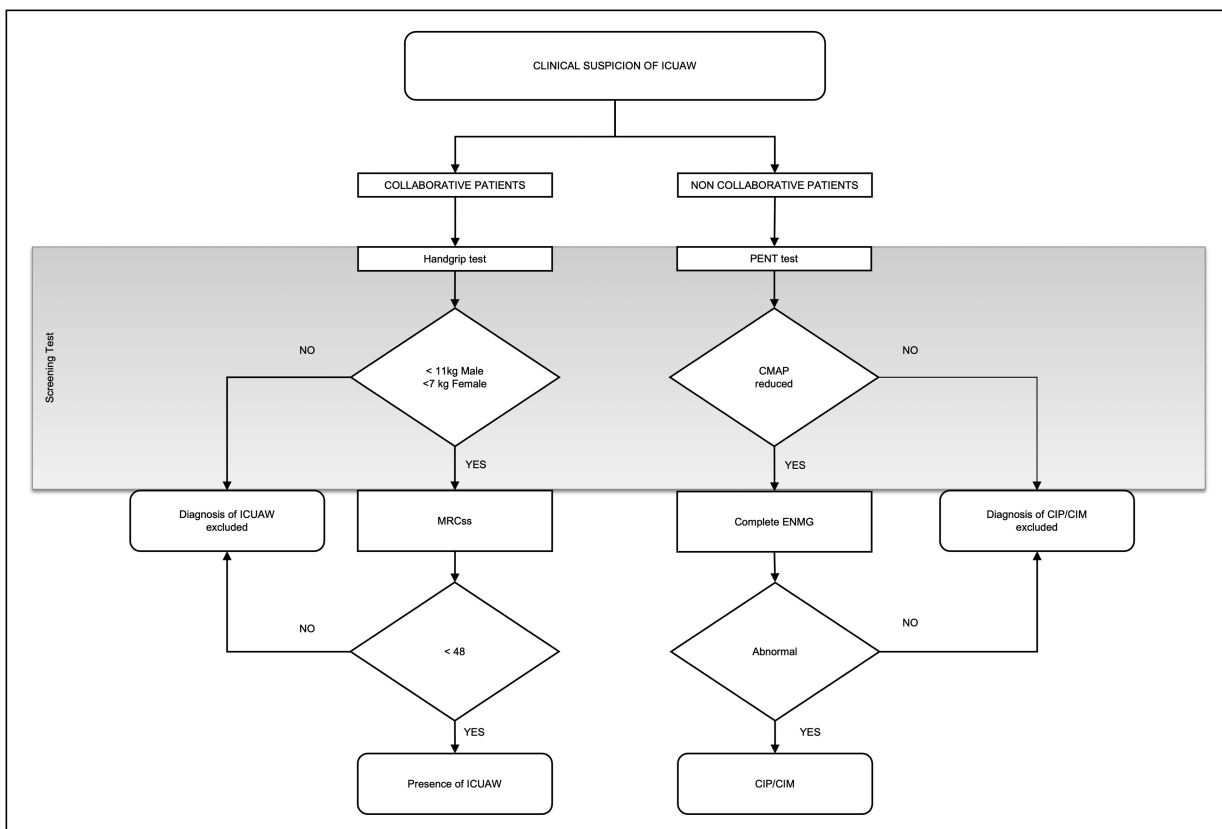 CLINICAL SUSPICION OF ICUAW
COLLABORATIVE PATIENTS
NON COLLABORATIVE PATIENTS
Screening Test
Handgrip test
PENT test
NO
< 11kg Male
<7 kg Female
CMAP
reduced
NO
YES
YES
Diagnosis of ICUAW
excluded
MRCss
Complete ENMG
Diagnosis of CIP/CIM
excluded
NO
< 48
Abnormal
NO
YES
YES
Presence of ICUAW
CIP/CIM